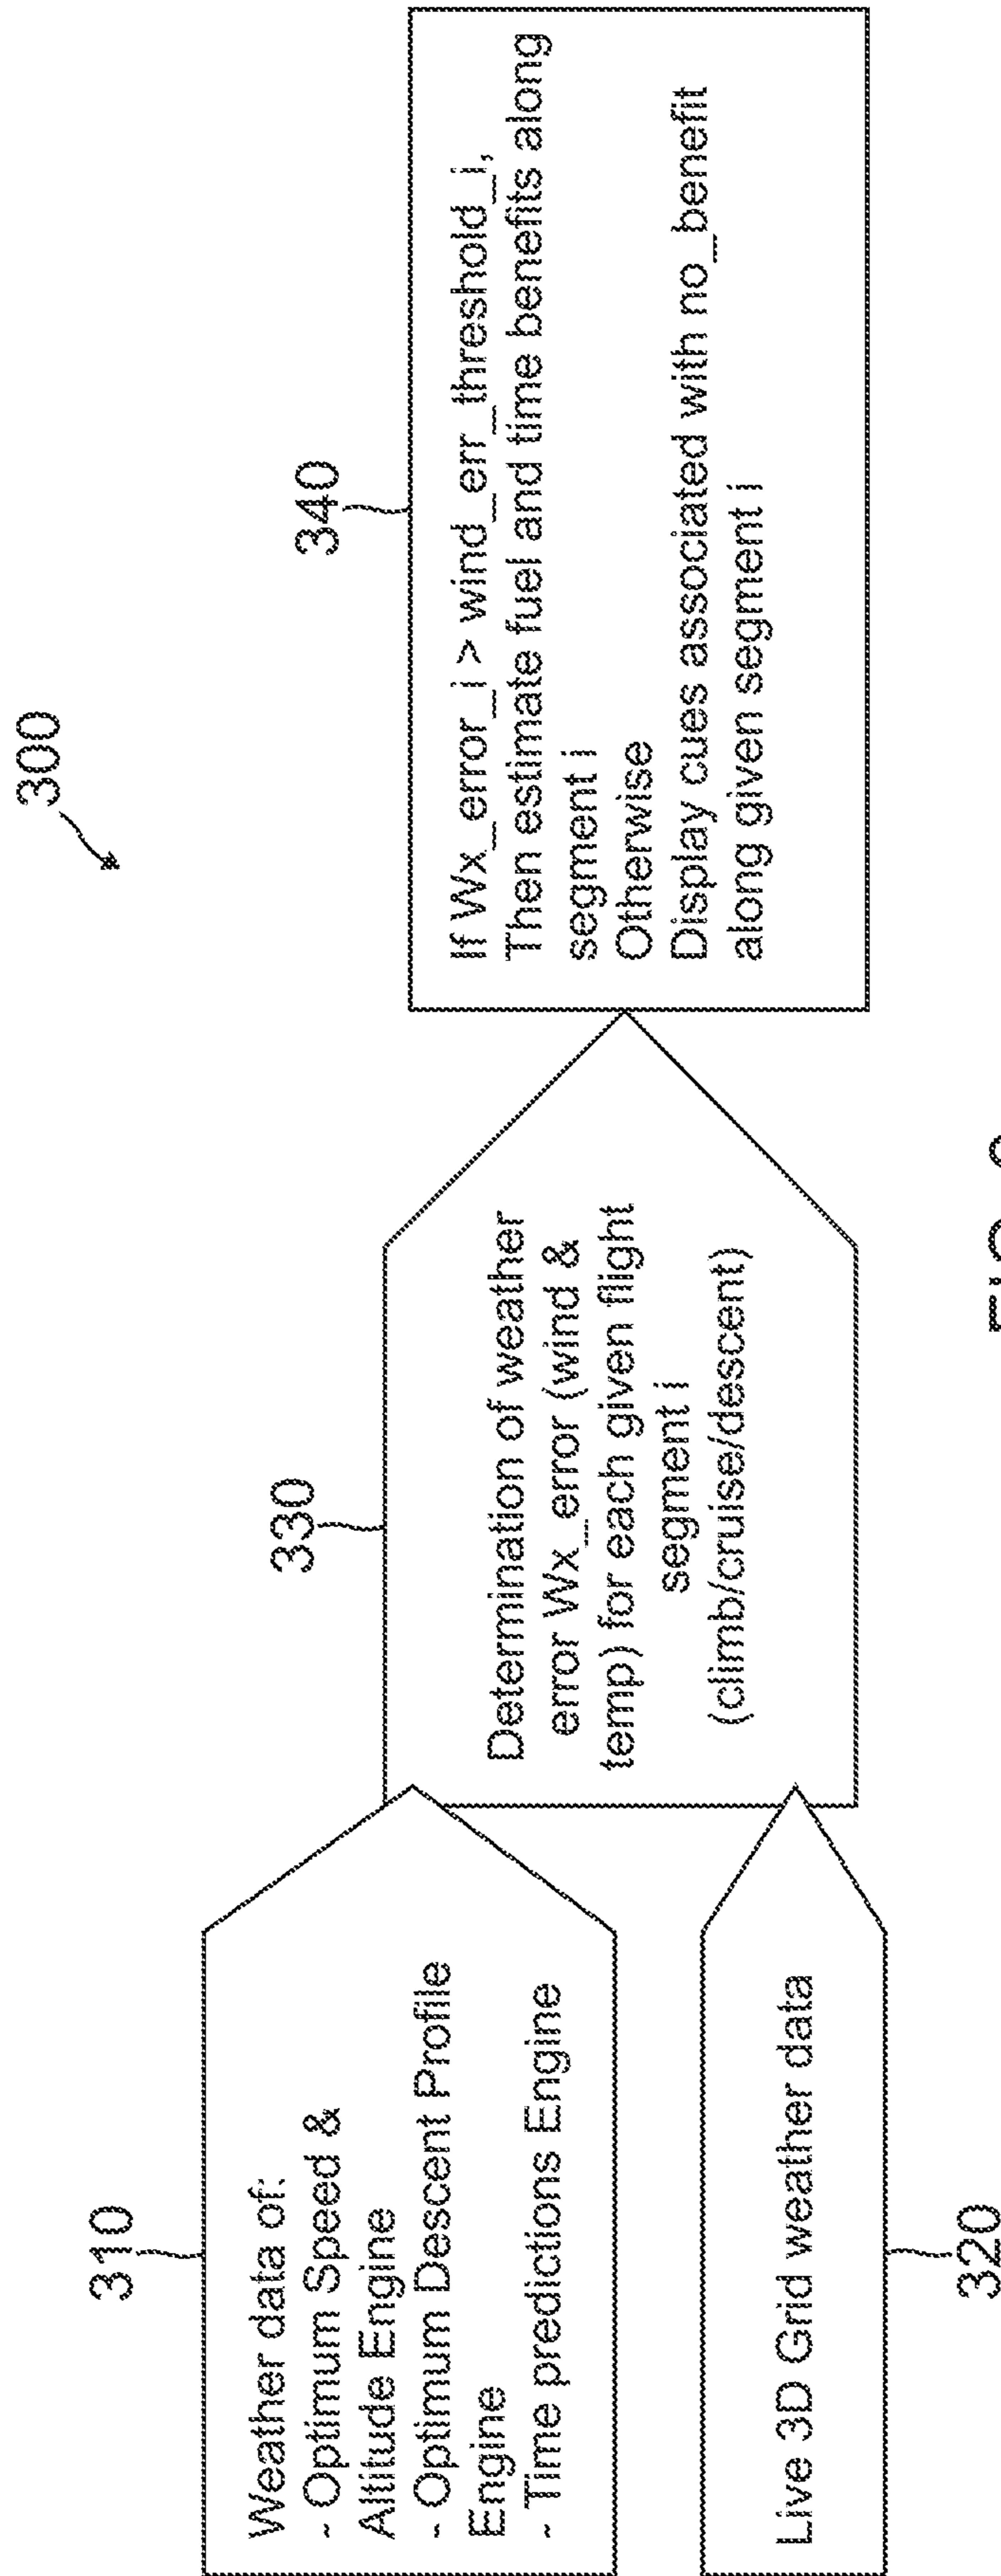 300
310
Weather data of:
- Optimum Speed &
Altitude Engine
- Optimum Descent Profile
Engine
- Time predictions Engine
320
Live 3D Grid weather data
330
Determination of weather
error Wx_error (wind &
temp) for each given flight
segment i
(climb/cruise/descent)
340
If Wx_error_i > wind_err_threshold_i,
Then estimate fuel and time benefits along
segment i
Otherwise
Display cues associated with no_benefit
along given segment i
FIG.